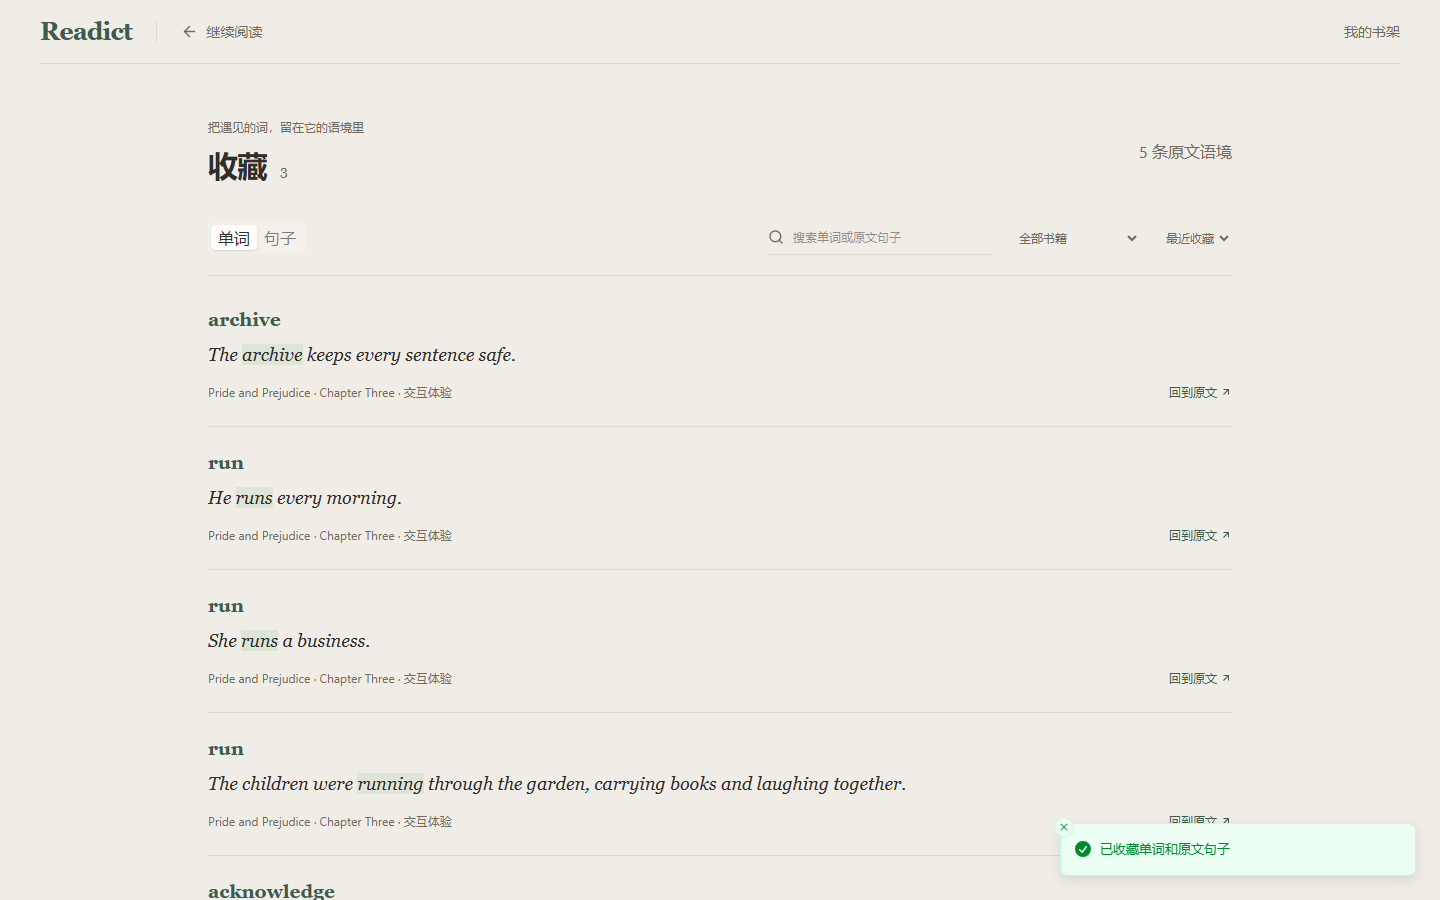 Readict
继续阅读
我的书架
把遇见的词，留在它的语境里
收藏 3
5 条原文语境
单词 句子
搜索单词或原文句子
全部书籍
最近收藏
archive
The archive keeps every sentence safe.
Pride and Prejudice · Chapter Three · 交互体验
回到原文
run
He runs every morning.
Pride and Prejudice · Chapter Three · 交互体验
回到原文
run
She runs a business.
Pride and Prejudice · Chapter Three · 交互体验
回到原文
run
The children were running through the garden, carrying books and laughing together.
Pride and Prejudice · Chapter Three · 交互体验
回到原文
已收藏单词和原文句子
acknowledge